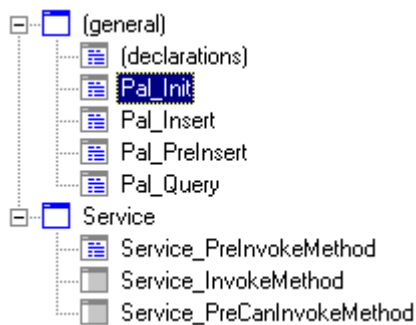 (general)
(declarations)
Pal_Init
Pal_Insert
Pal_PreInsert
Pal_Query
Service
Service_PreInvokeMethod
Service_InvokeMethod
Service_PreCanInvokeMethod